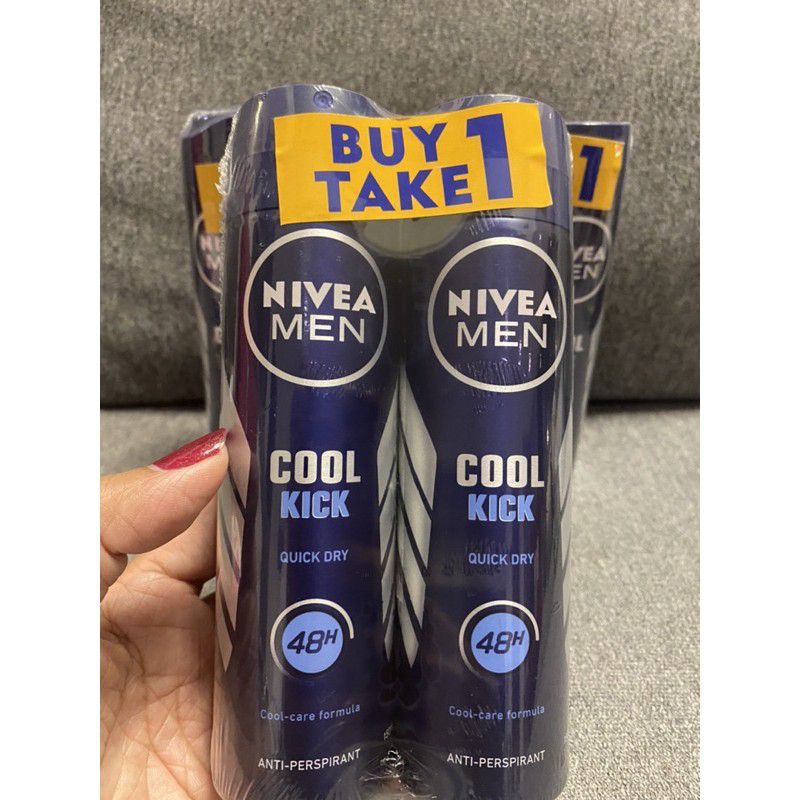 BUY 1
TAKE
1
NIVEA
MEN
COOL
KICK
QUICK DRY
48H
Cool-care formula
ANTI-PERSPIRANT
NIVEA
MEN
COOL
KICK
QUICK DRY
48H
Cool-care formula
ANTI-PERSPIRANT